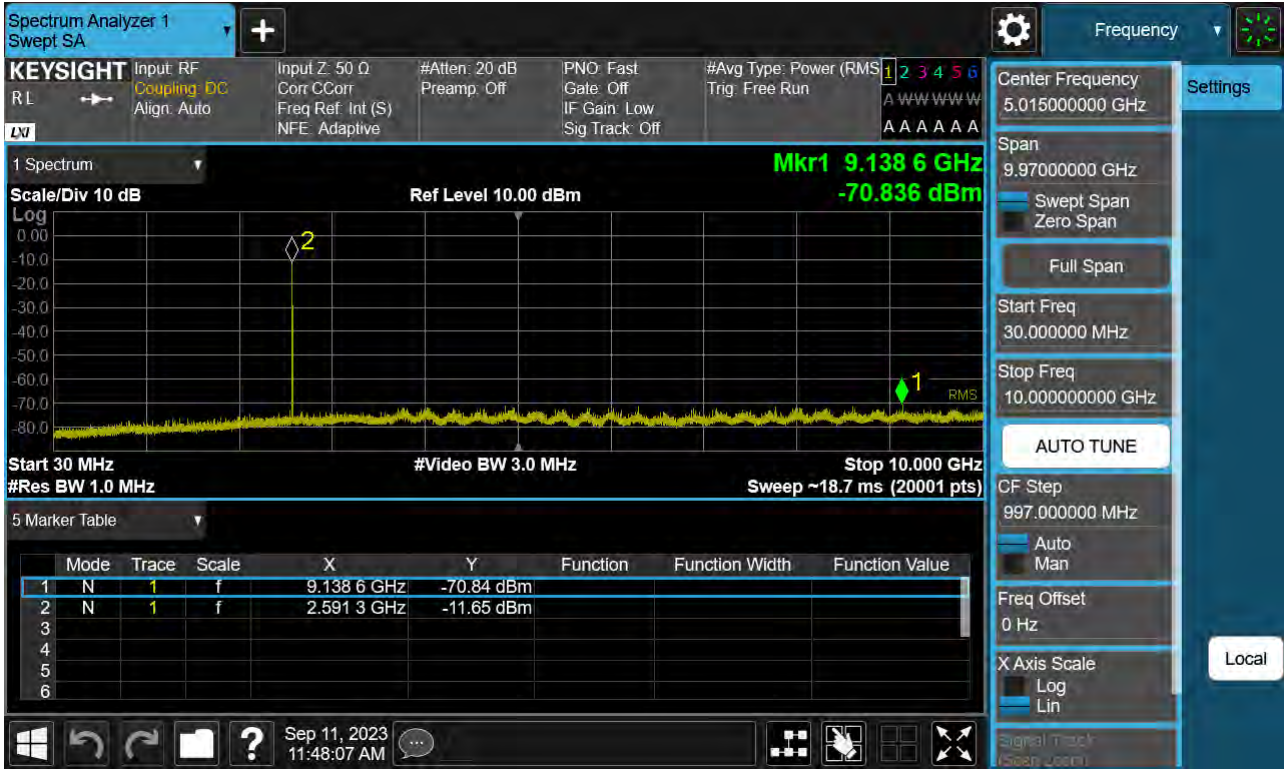 Spectrum Analyzer 1
Swept SA
+
Frequency
KEYSIGHT
RL
LXI
Input: RF
Coupling: DC
Align: Auto
Input Z: 50 Ω
Corr CCorr
Freq Ref: Int (S)
NFE: Adaptive
#Atten: 20 dB
Preamp: Off
PNO: Fast
Gate: Off
IF Gain: Low
Sig Track: Off
#Avg Type: Power (RMS
Trig: Free Run
1 2 3 4 5 6
A W W W W W
A A A A A A
1 Spectrum
Mkr1 9.138 6 GHz
-70.836 dBm
Scale/Div 10 dB
Ref Level 10.00 dBm
Log
0.00
-10.0
-20.0
-30.0
-40.0
-50.0
-60.0
-70.0
-80.0
2
1
RMS
Start 30 MHz
#Video BW 3.0 MHz
Stop 10.000 GHz
#Res BW 1.0 MHz
Sweep ~18.7 ms (20001 pts)
5 Marker Table
Mode Trace Scale X Y Function Function Width Function Value
1 N 1 f 9.138 6 GHz -70.84 dBm
2 N 1 f 2.591 3 GHz -11.65 dBm
3
4
5
6
?
Sep 11, 2023
11:48:07 AM
Center Frequency
5.015000000 GHz
Span
9.97000000 GHz
Swept Span
Zero Span
Full Span
Start Freq
30.000000 MHz
Stop Freq
10.000000000 GHz
AUTO TUNE
CF Step
997.000000 MHz
Auto
Man
Freq Offset
0 Hz
X Axis Scale
Log
Lin
Signal Track
(Span Zoom)
Settings
Local